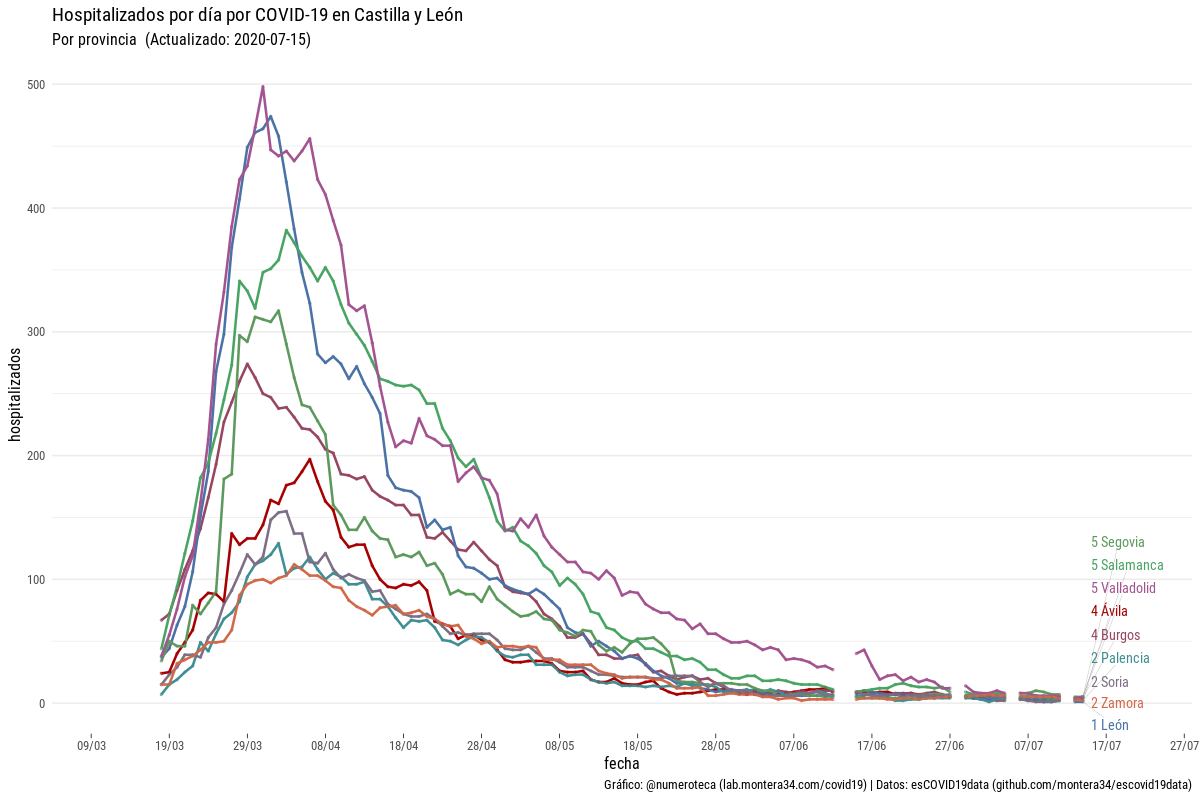 Hospitalizados por día por COVID-19 en Castilla y León
Por provincia (Actualizado: 2020-07-15)
500
400
300
200
100
0
hospitalizados
5 Segovia
5 Salamanca
5 Valladolid
4 Ávila
4 Burgos
2 Palencia
2 Soria
2 Zamora
1 León
09/03 19/03 29/03 08/04 18/04 28/04 08/05 18/05 28/05 07/06 17/06 27/06 07/07 17/07 27/07
fecha
Gráfico: @numeroteca (lab.montera34.com/covid19) | Datos: esCOVID19data (github.com/montera34/escovid19data)